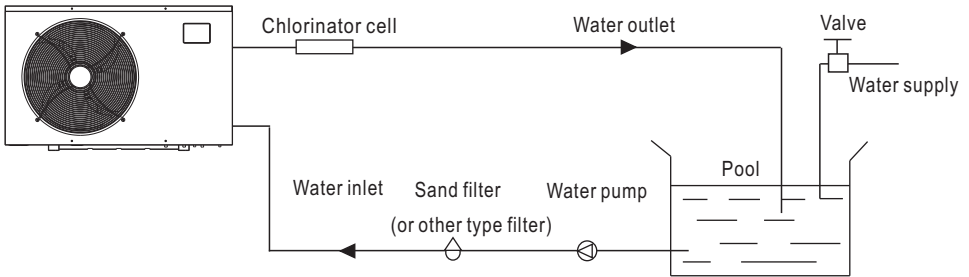 Chlorinator cell
Water outlet
Valve
Water supply
Pool
Water inlet
Sand filter
(or other type filter)
Water pump